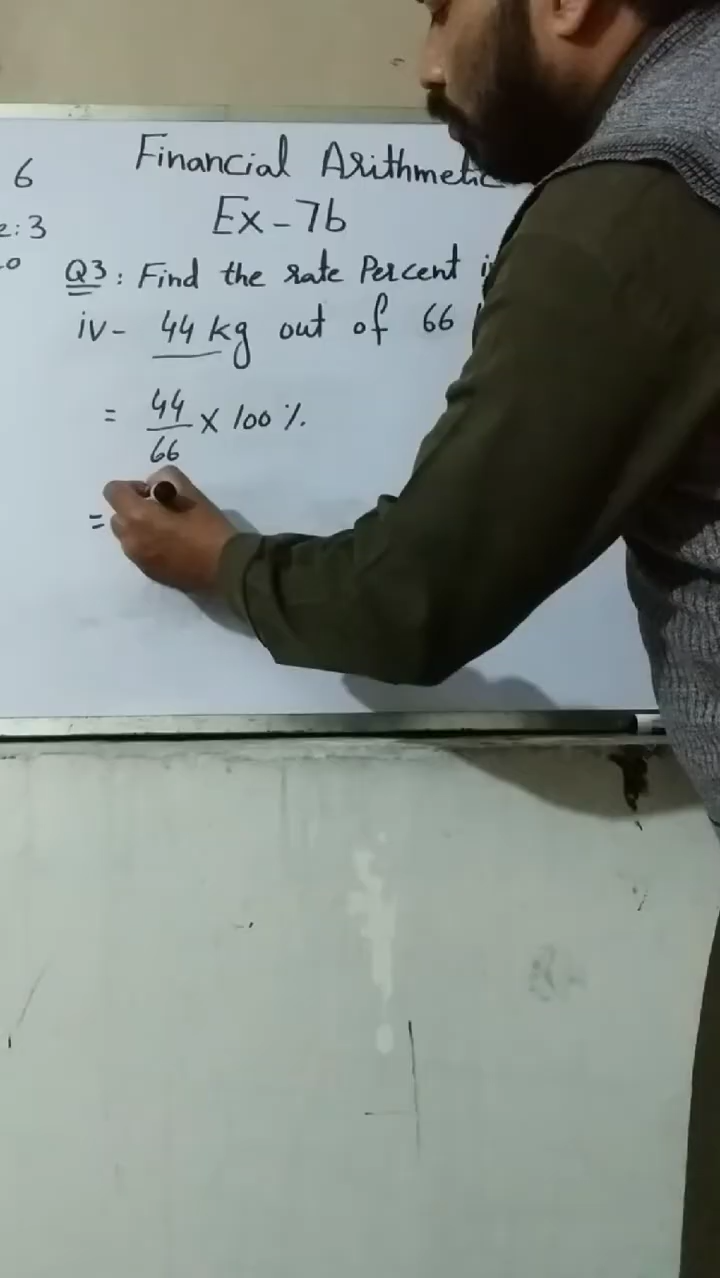 6
Financial Arithmetic
Ex-7b
:3
Q3: Find the rate Percent
iv- 44 kg out of 66
= 44/66 x 100 %
=